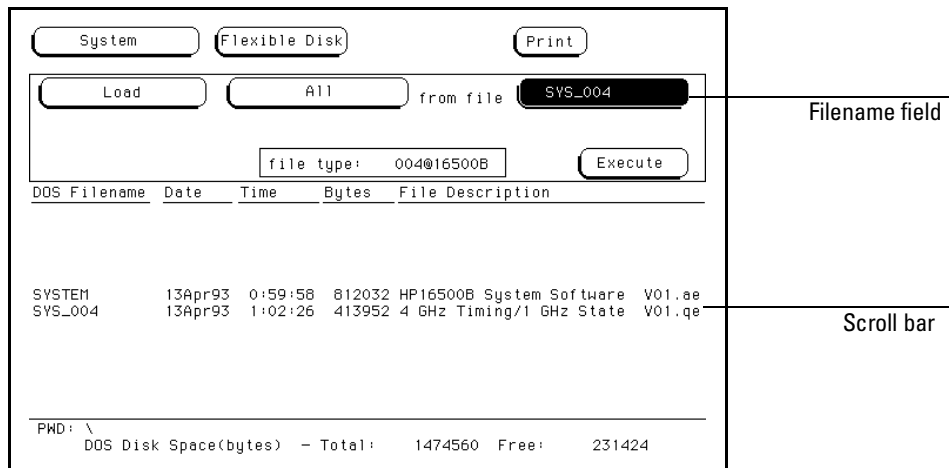 System Flexible Disk Print
Load All from file SYS_004
Filename field
file type: 004@16500B Execute
DOS Filename Date Time Bytes File Description
SYSTEM 13Apr93 0:59:58 812032 HP16500B System Software V01.ae
SYS_004 13Apr93 1:02:26 413952 4 GHz Timing/1 GHz State V01.qe
Scroll bar
PWD: \
DOS Disk Space(bytes) - Total: 1474560 Free: 231424